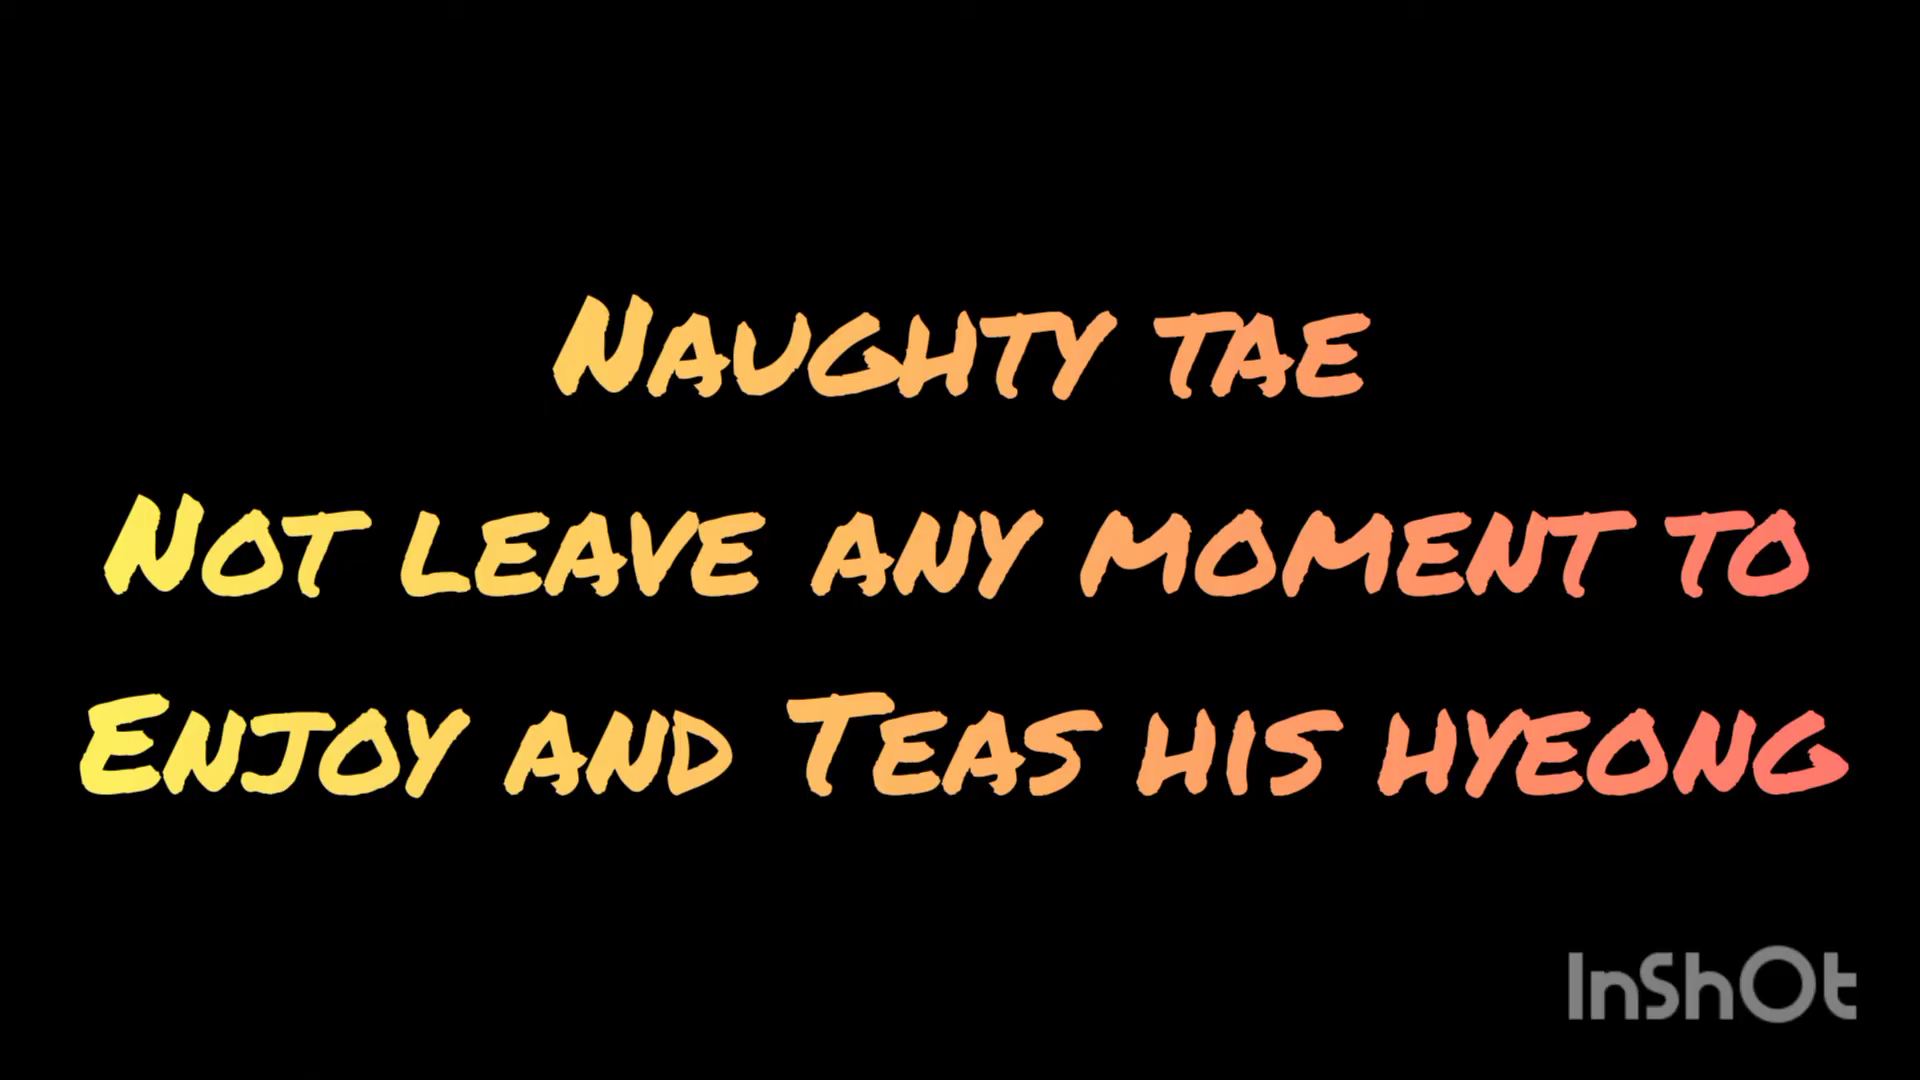 Naughty tae
Not leave any moment to
Enjoy and Teas his hyeong
InShOt